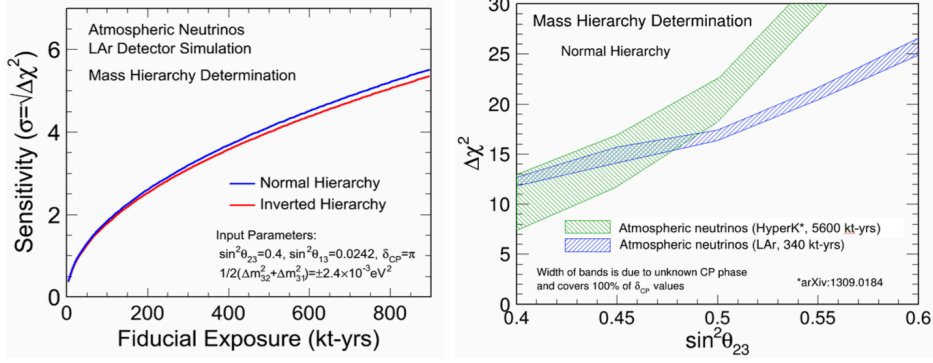 Atmospheric Neutrinos
LAr Detector Simulation
Mass Hierarchy Determination
Sensitivity (σ=√Δχ²)
6
4
2
0
Normal Hierarchy
Inverted Hierarchy
Input Parameters:
sin²θ₂₃=0.4, sin²θ₁₃=0.0242, δCP=π
1/2(Δm²₃₂+Δm²₃₁)=±2.4×10⁻³eV²
0 200 400 600 800
Fiducial Exposure (kt-yrs)
Mass Hierarchy Determination
Normal Hierarchy
Δχ²
30
25
20
15
10
5
0
Atmospheric neutrinos (HyperK*, 5600 kt-yrs)
Atmospheric neutrinos (LAr, 340 kt-yrs)
Width of bands is due to unknown CP phase
and covers 100% of δCP values
*arXiv:1309.0184
0.4 0.45 0.5 0.55 0.6
sin²θ₂₃